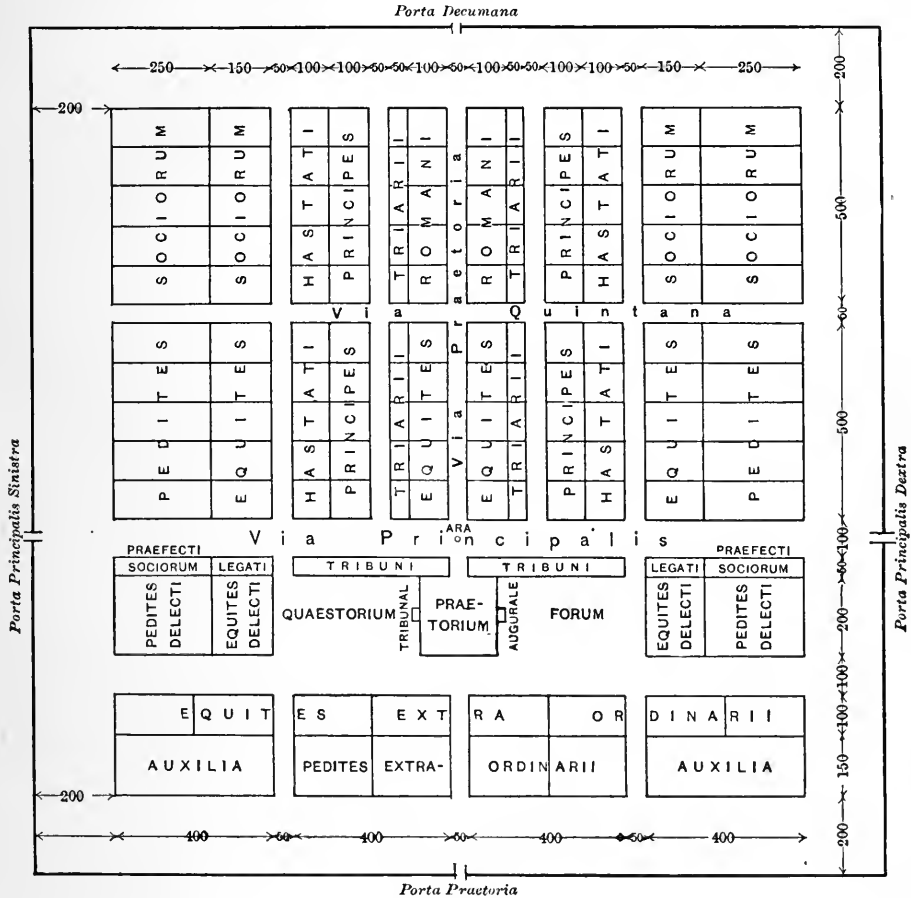 Porta Decumana
250 150 50 100 100 50 50 100 50 100 50 50 100 100 50 150 250
200
200
SOCIORUM SOCIORUM HASTATI PRINCIPES TRIARII ROMANI Via Praetoria ROMANI TRIARII PRINCIPES HASTATI SOCIORUM SOCIORUM
500
Via Quintana
50
PEDITES EQUITES HASTATI PRINCIPES TRIARII EQUITES EQUITES TRIARII PRINCIPES HASTATI EQUITES PEDITES
500
Porta Principalis Sinistra
Porta Principalis Dextra
ARA
Via Principalis
100
PRAEFECTI PRAEFECTI
SOCIORUM LEGATI TRIBUNI TRIBUNI LEGATI SOCIORUM
50
PEDITES DELECTI EQUITES DELECTI QUAESTORIUM TRIBUNAL PRAE-
TORIUM AUGURALE FORUM EQUITES DELECTI PEDITES DELECTI
200
100
EQUITES EXTRA ORDINARII
100
AUXILIA PEDITES EXTRA- ORDINARII AUXILIA
150
200
400 50 400 50 400 50 400
200
Porta Praetoria